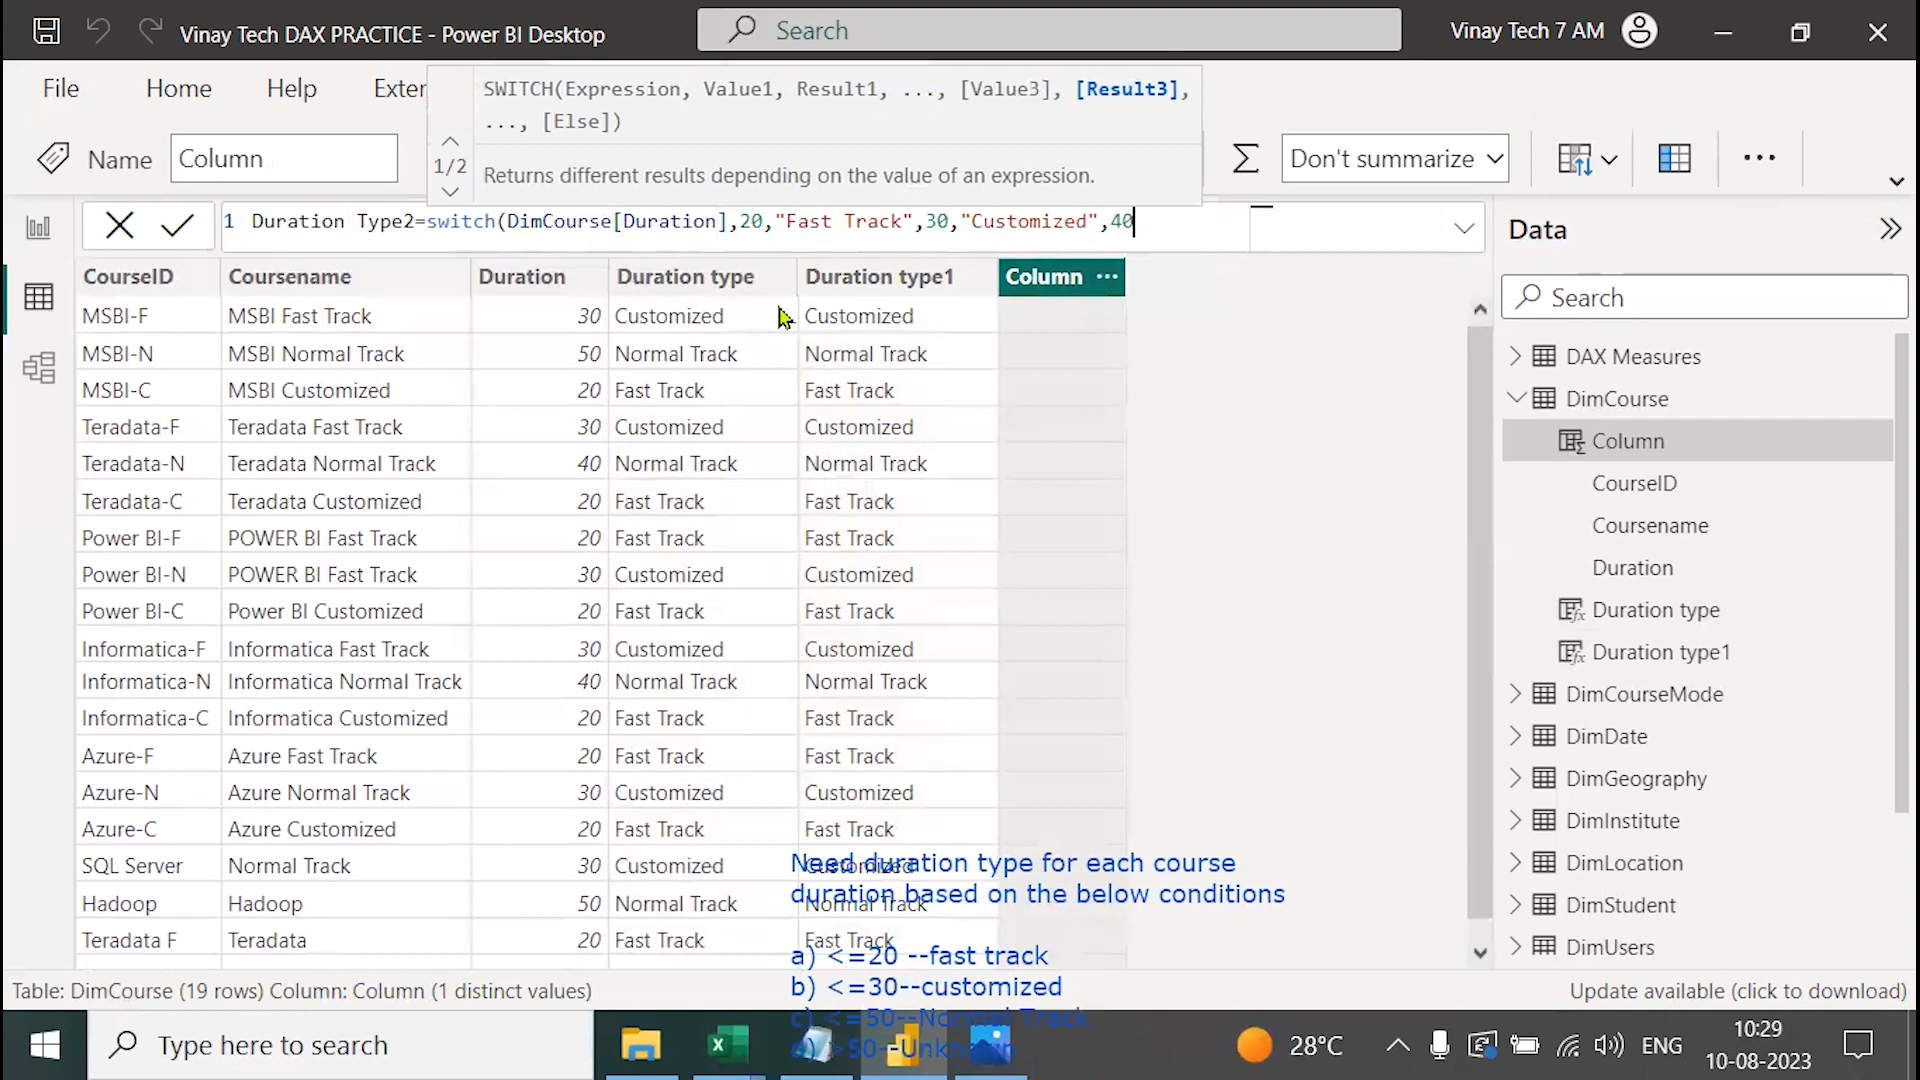 Vinay Tech DAX PRACTICE - Power BI Desktop
Search
Vinay Tech 7 AM
File Home Help Exter
SWITCH(Expression, Value1, Result1, ..., [Value3], [Result3],
..., [Else])
1/2
Returns different results depending on the value of an expression.
Name Column
Don't summarize
1 Duration Type2=switch(DimCourse[Duration],20,"Fast Track",30,"Customized",40
CourseID Coursename Duration Duration type Duration type1 Column
MSBI-F MSBI Fast Track 30 Customized Customized
MSBI-N MSBI Normal Track 50 Normal Track Normal Track
MSBI-C MSBI Customized 20 Fast Track Fast Track
Teradata-F Teradata Fast Track 30 Customized Customized
Teradata-N Teradata Normal Track 40 Normal Track Normal Track
Teradata-C Teradata Customized 20 Fast Track Fast Track
Power BI-F POWER BI Fast Track 20 Fast Track Fast Track
Power BI-N POWER BI Fast Track 30 Customized Customized
Power BI-C Power BI Customized 20 Fast Track Fast Track
Informatica-F Informatica Fast Track 30 Customized Customized
Informatica-N Informatica Normal Track 40 Normal Track Normal Track
Informatica-C Informatica Customized 20 Fast Track Fast Track
Azure-F Azure Fast Track 20 Fast Track Fast Track
Azure-N Azure Normal Track 30 Customized Customized
Azure-C Azure Customized 20 Fast Track Fast Track
SQL Server Normal Track 30 Customized Customized
Hadoop Hadoop 50 Normal Track Normal Track
Teradata F Teradata 20 Fast Track Fast Track
Need duration type for each course
duration based on the below conditions
a) <=20 --fast track
b) <=30--customized
c) <=50--Normal Track
d) >50--Unknown
Data
Search
DAX Measures
DimCourse
Column
CourseID
Coursename
Duration
Duration type
Duration type1
DimCourseMode
DimDate
DimGeography
DimInstitute
DimLocation
DimStudent
DimUsers
Table: DimCourse (19 rows) Column: Column (1 distinct values)
Update available (click to download)
Type here to search
28°C
ENG
10:29
10-08-2023